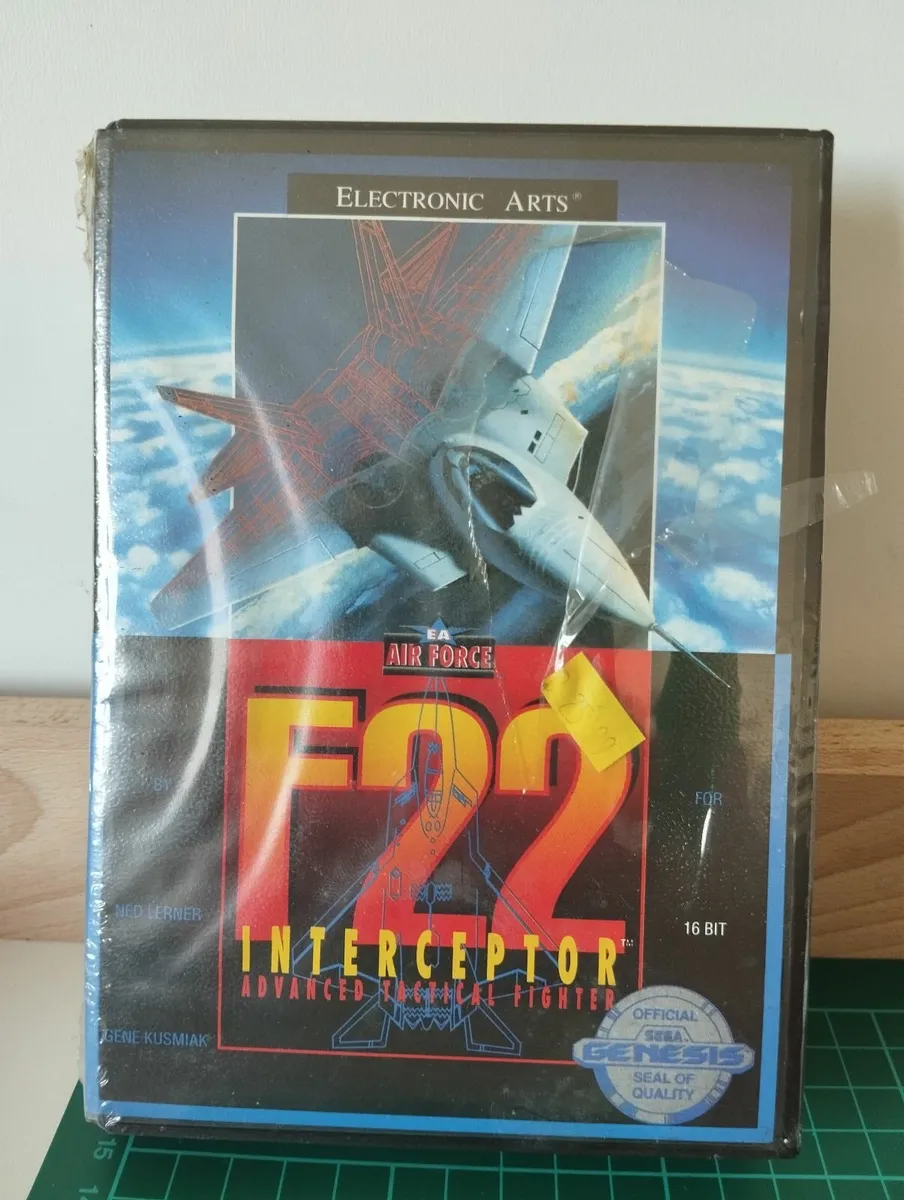 ELECTRONIC ARTS®
EA
AIR FORCE
F22
BY
FOR
NED LERNER
16 BIT
INTERCEPTOR™
ADVANCED TACTICAL FIGHTER
GENE KUSMIAK
OFFICIAL
SEGA
GENESIS
SEAL OF
QUALITY
15